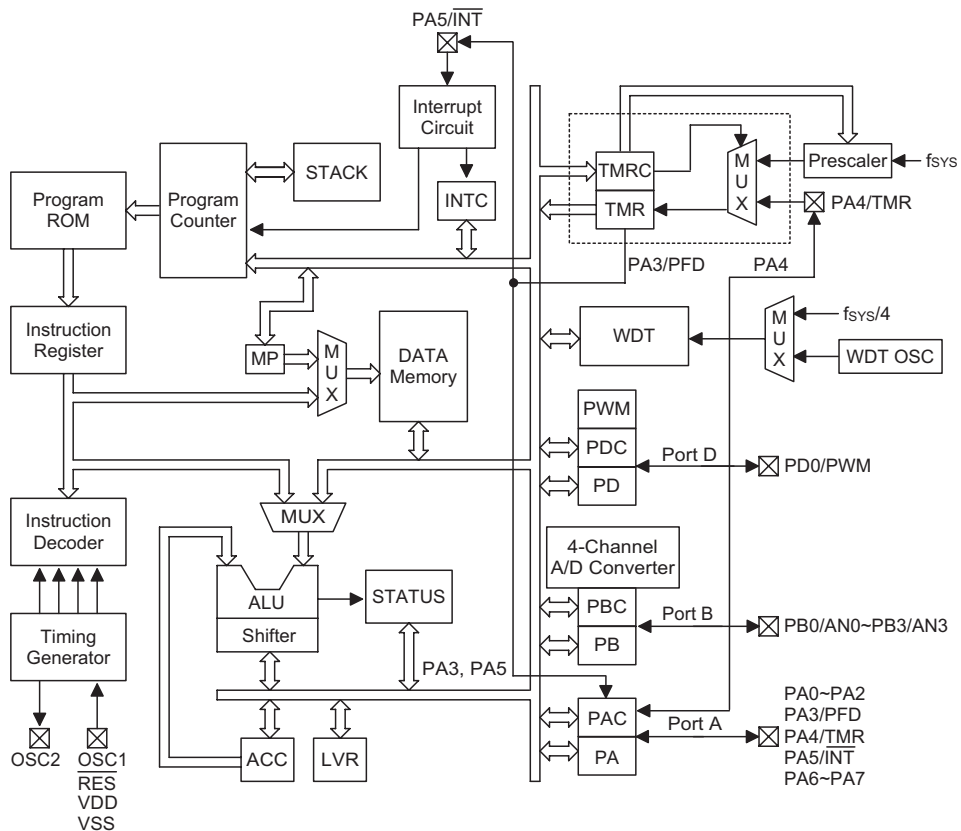 PA5/INT
Interrupt
Circuit
STACK
Program
Counter
Program
ROM
INTC
TMRC
TMR
M
U
X
Prescaler
fSYS
PA4/TMR
PA3/PFD
PA4
Instruction
Register
MP
M
U
X
DATA
Memory
WDT
M
U
X
fSYS/4
WDT OSC
PWM
PDC
PD
Port D
PD0/PWM
Instruction
Decoder
MUX
ALU
Shifter
STATUS
4-Channel
A/D Converter
PBC
PB
Port B
PB0/AN0~PB3/AN3
Timing
Generator
PA3, PA5
PAC
PA
Port A
PA0~PA2
PA3/PFD
PA4/TMR
PA5/INT
PA6~PA7
OSC2
OSC1
RES
VDD
VSS
ACC
LVR